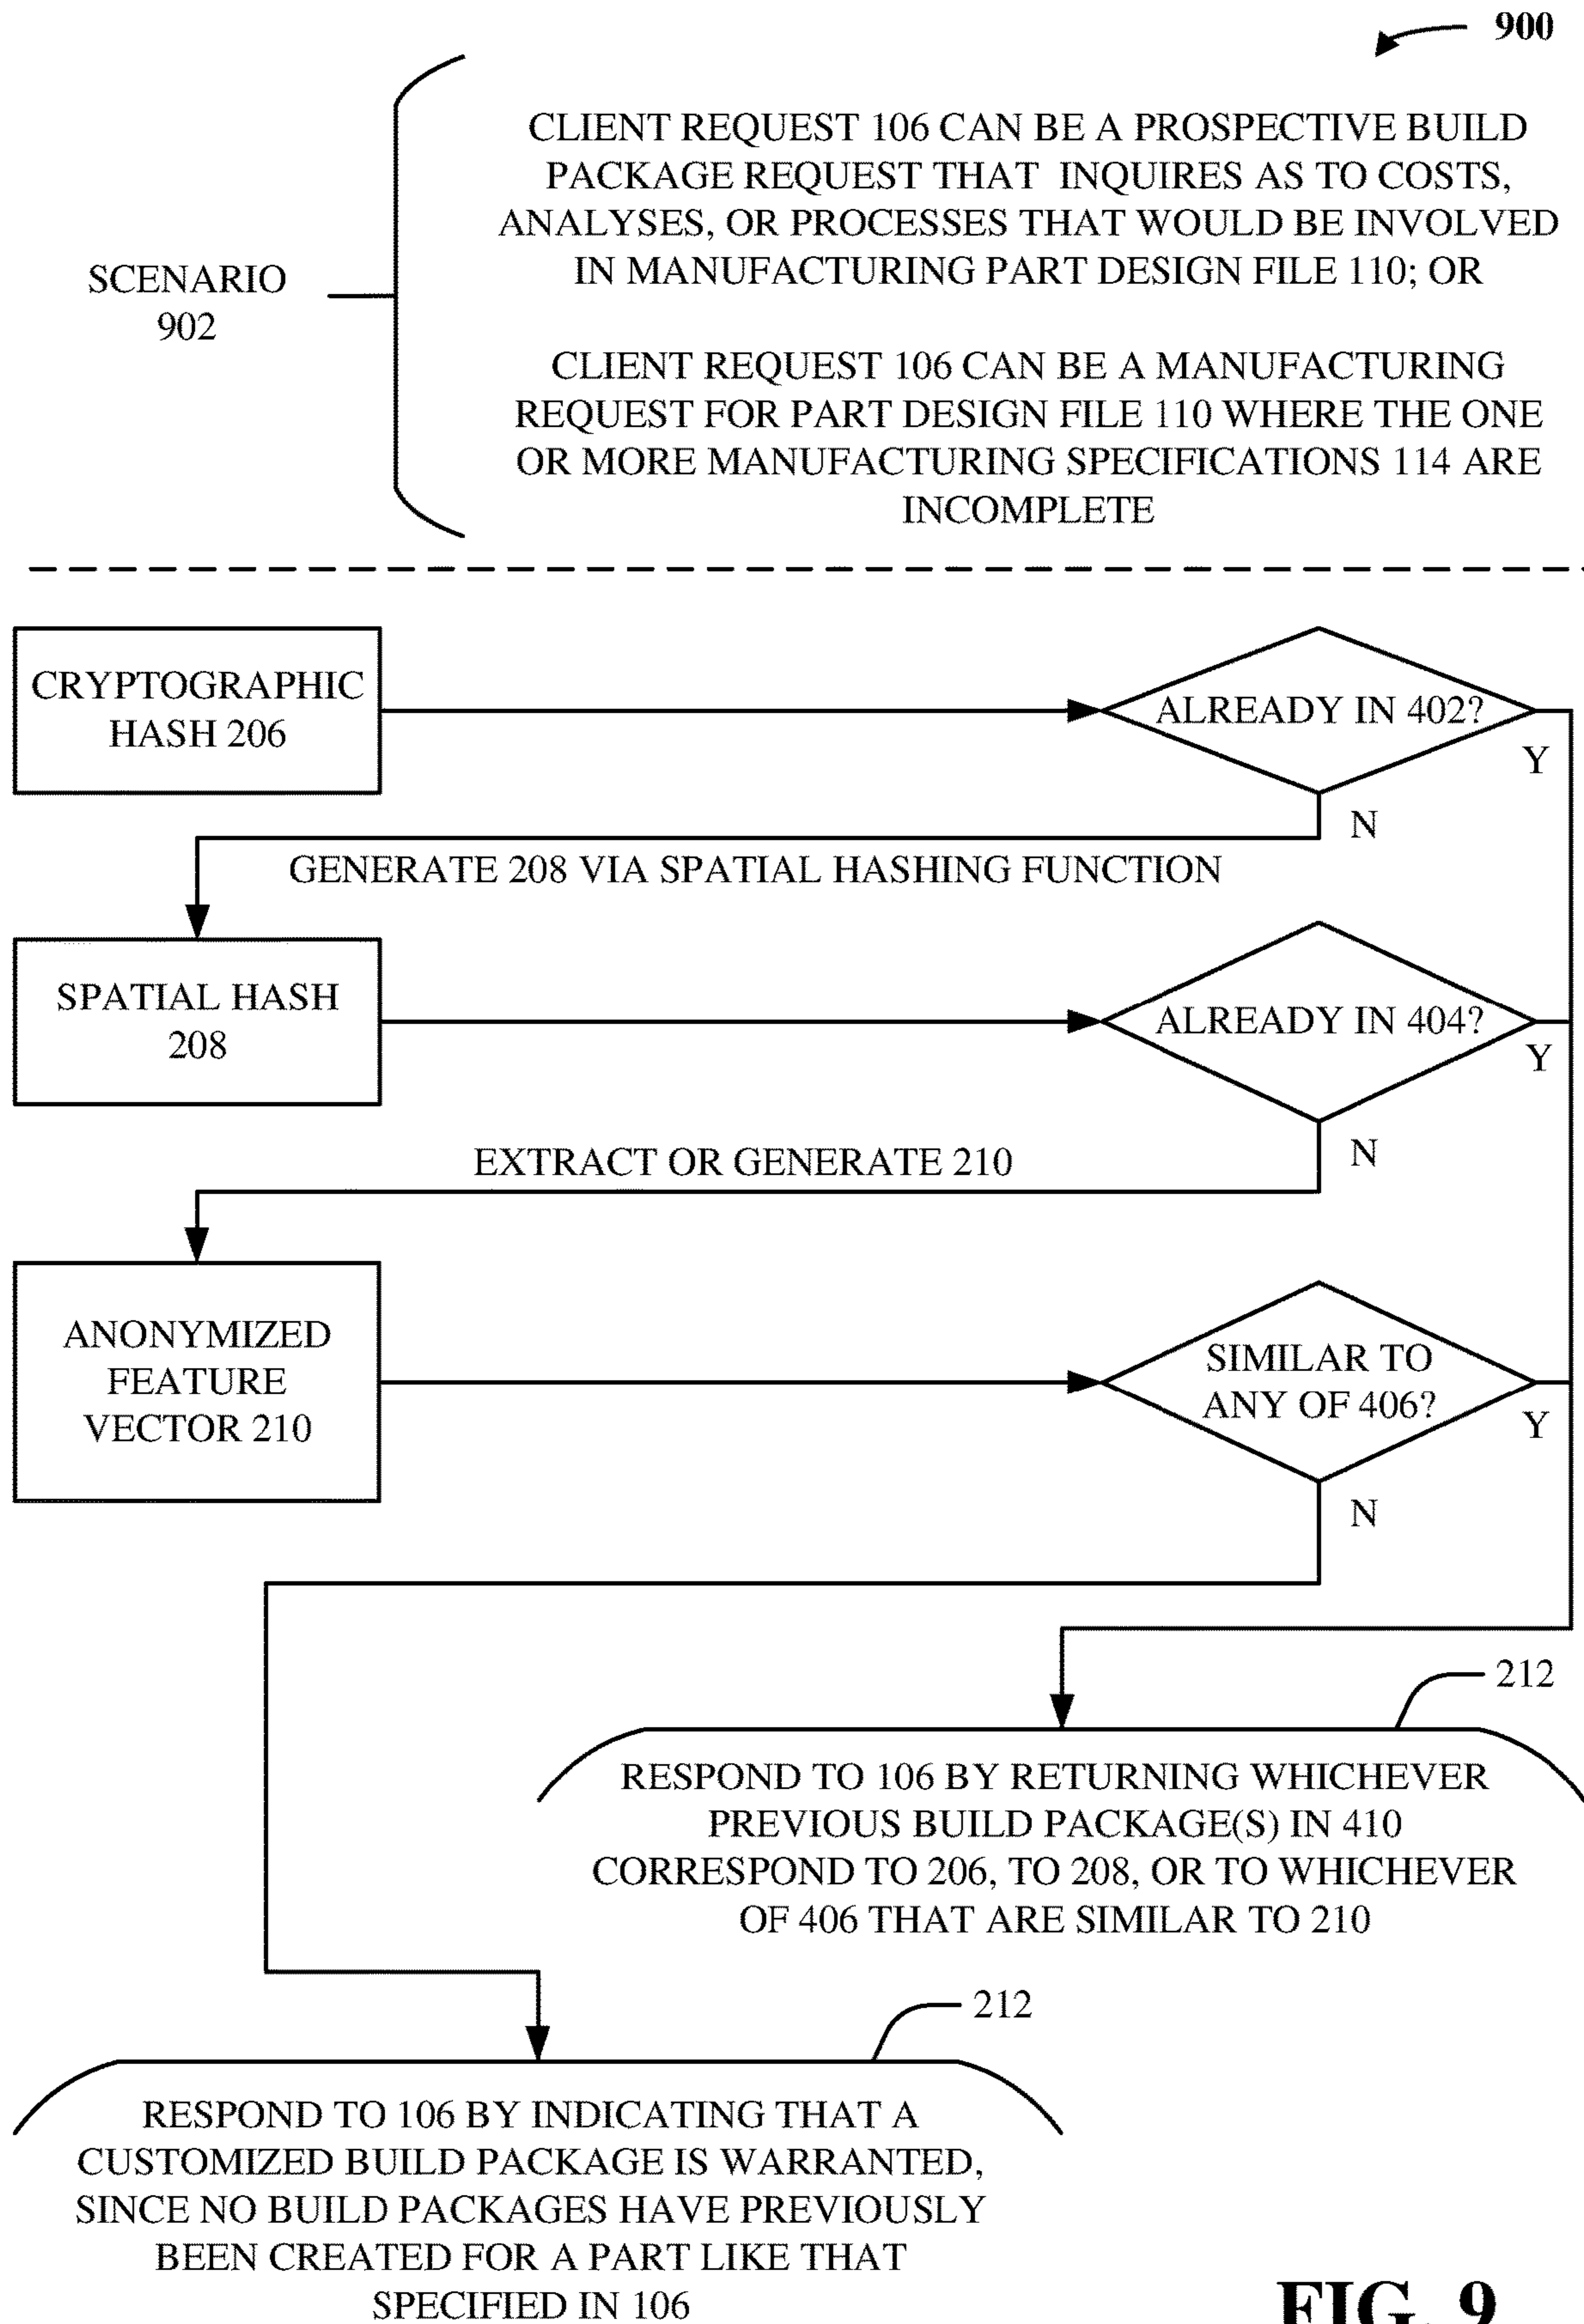 900
CLIENT REQUEST 106 CAN BE A PROSPECTIVE BUILD
PACKAGE REQUEST THAT INQUIRES AS TO COSTS,
ANALYSES, OR PROCESSES THAT WOULD BE INVOLVED
IN MANUFACTURING PART DESIGN FILE 110; OR
SCENARIO
902
CLIENT REQUEST 106 CAN BE A MANUFACTURING
REQUEST FOR PART DESIGN FILE 110 WHERE THE ONE
OR MORE MANUFACTURING SPECIFICATIONS 114 ARE
INCOMPLETE
CRYPTOGRAPHIC
HASH 206
ALREADY IN 402?
Y
N
GENERATE 208 VIA SPATIAL HASHING FUNCTION
SPATIAL HASH
208
ALREADY IN 404?
Y
N
EXTRACT OR GENERATE 210
ANONYMIZED
FEATURE
VECTOR 210
SIMILAR TO
ANY OF 406?
Y
N
212
RESPOND TO 106 BY RETURNING WHICHEVER
PREVIOUS BUILD PACKAGE(S) IN 410
CORRESPOND TO 206, TO 208, OR TO WHICHEVER
OF 406 THAT ARE SIMILAR TO 210
212
RESPOND TO 106 BY INDICATING THAT A
CUSTOMIZED BUILD PACKAGE IS WARRANTED,
SINCE NO BUILD PACKAGES HAVE PREVIOUSLY
BEEN CREATED FOR A PART LIKE THAT
SPECIFIED IN 106
FIG. 9